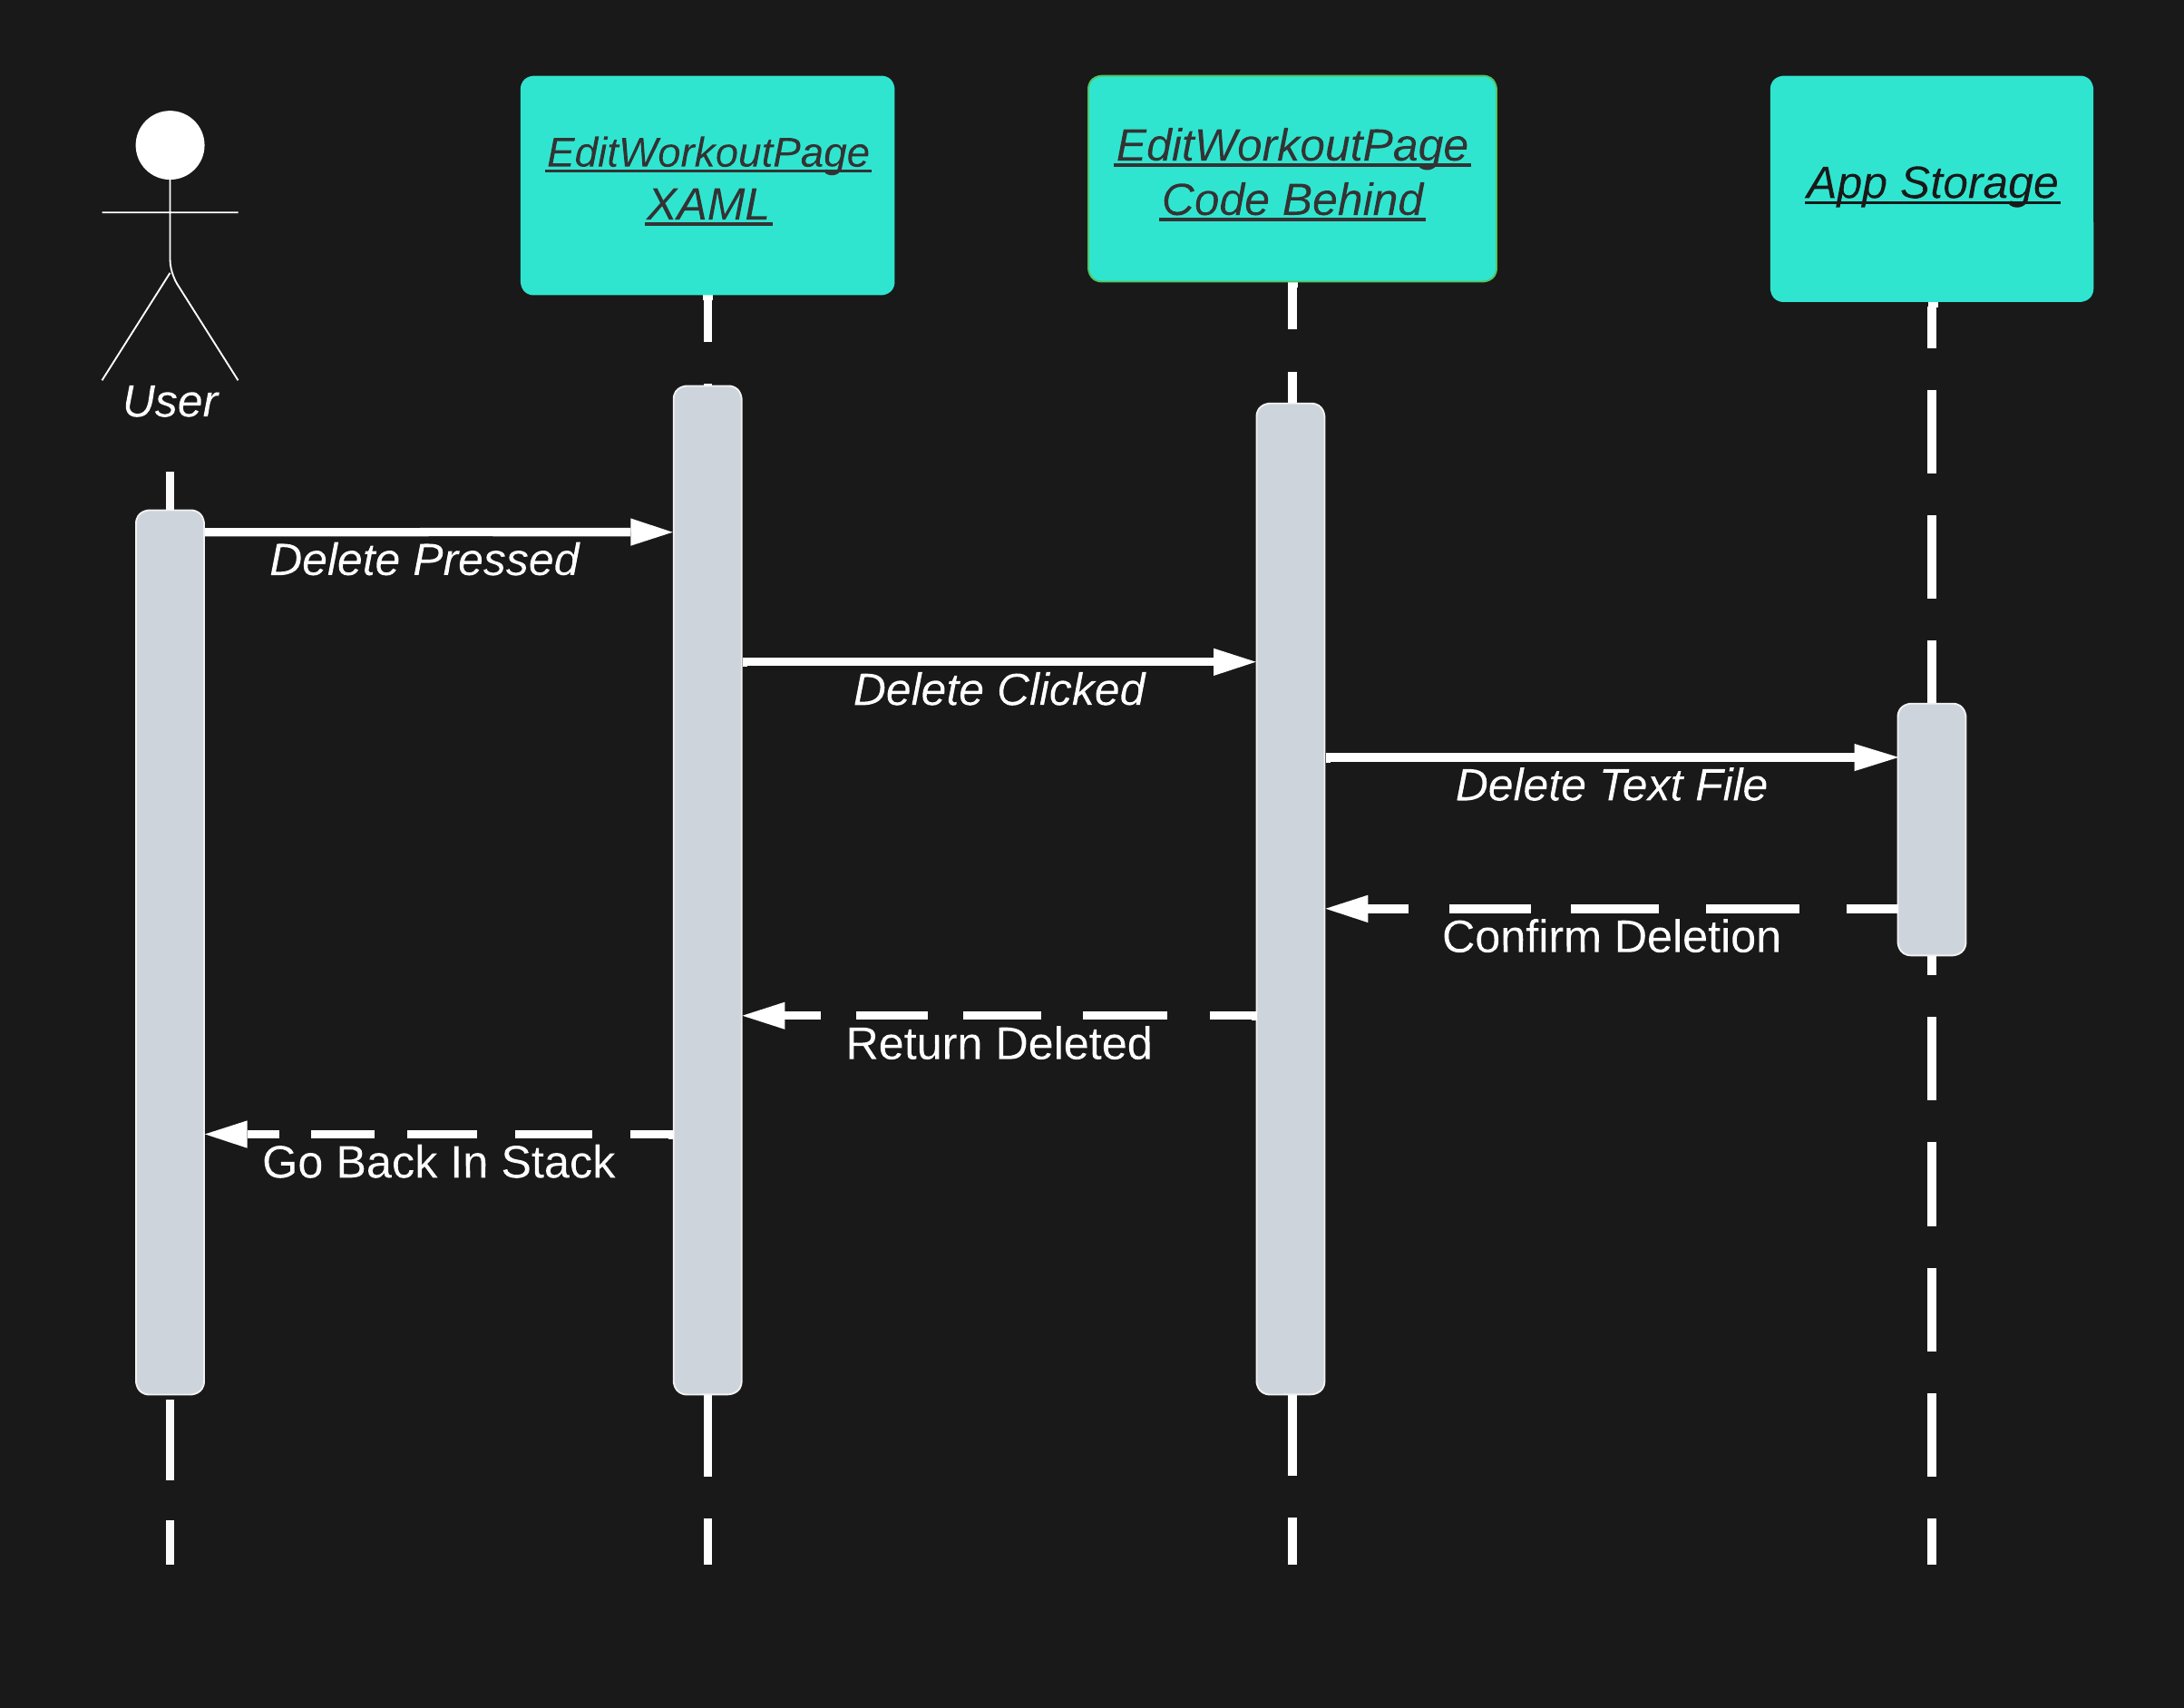 EditWorkoutPage
XAML
EditWorkoutPage
Code Behind
App Storage
User
Delete Pressed
Delete Clicked
Delete Text File
Confirm Deletion
Return Deleted
Go Back In Stack